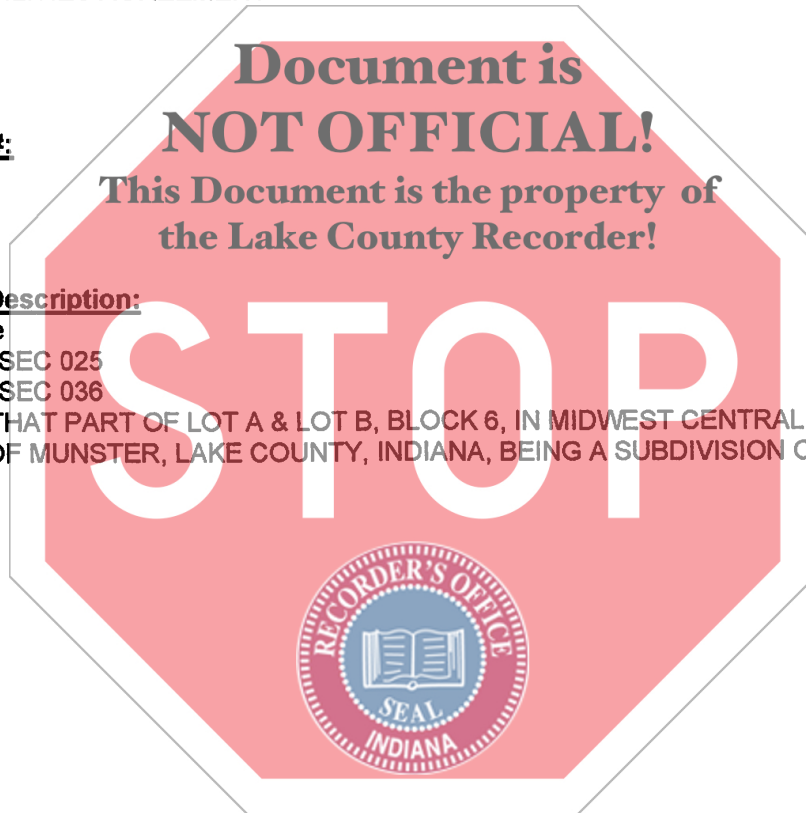 Document is
NOT OFFICIAL!
This Document is the property of
the Lake County Recorder!
Description:
SEC 025
SEC 036
THAT PART OF LOT A & LOT B, BLOCK 6, IN MIDWEST CENTRAL
OF MUNSTER, LAKE COUNTY, INDIANA, BEING A SUBDIVISION
STOP
RECORDER'S OFFICE
SEAL
INDIANA